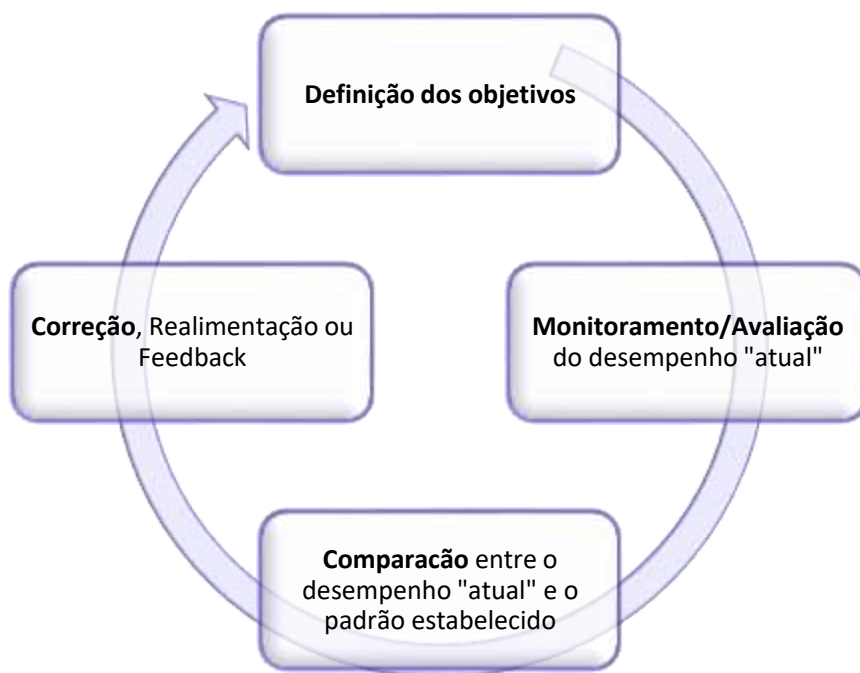 Definição dos objetivos
Monitoramento/Avaliação
do desempenho "atual"
Comparacão entre o
desempenho "atual" e o
padrão estabelecido
Correção, Realimentação ou
Feedback